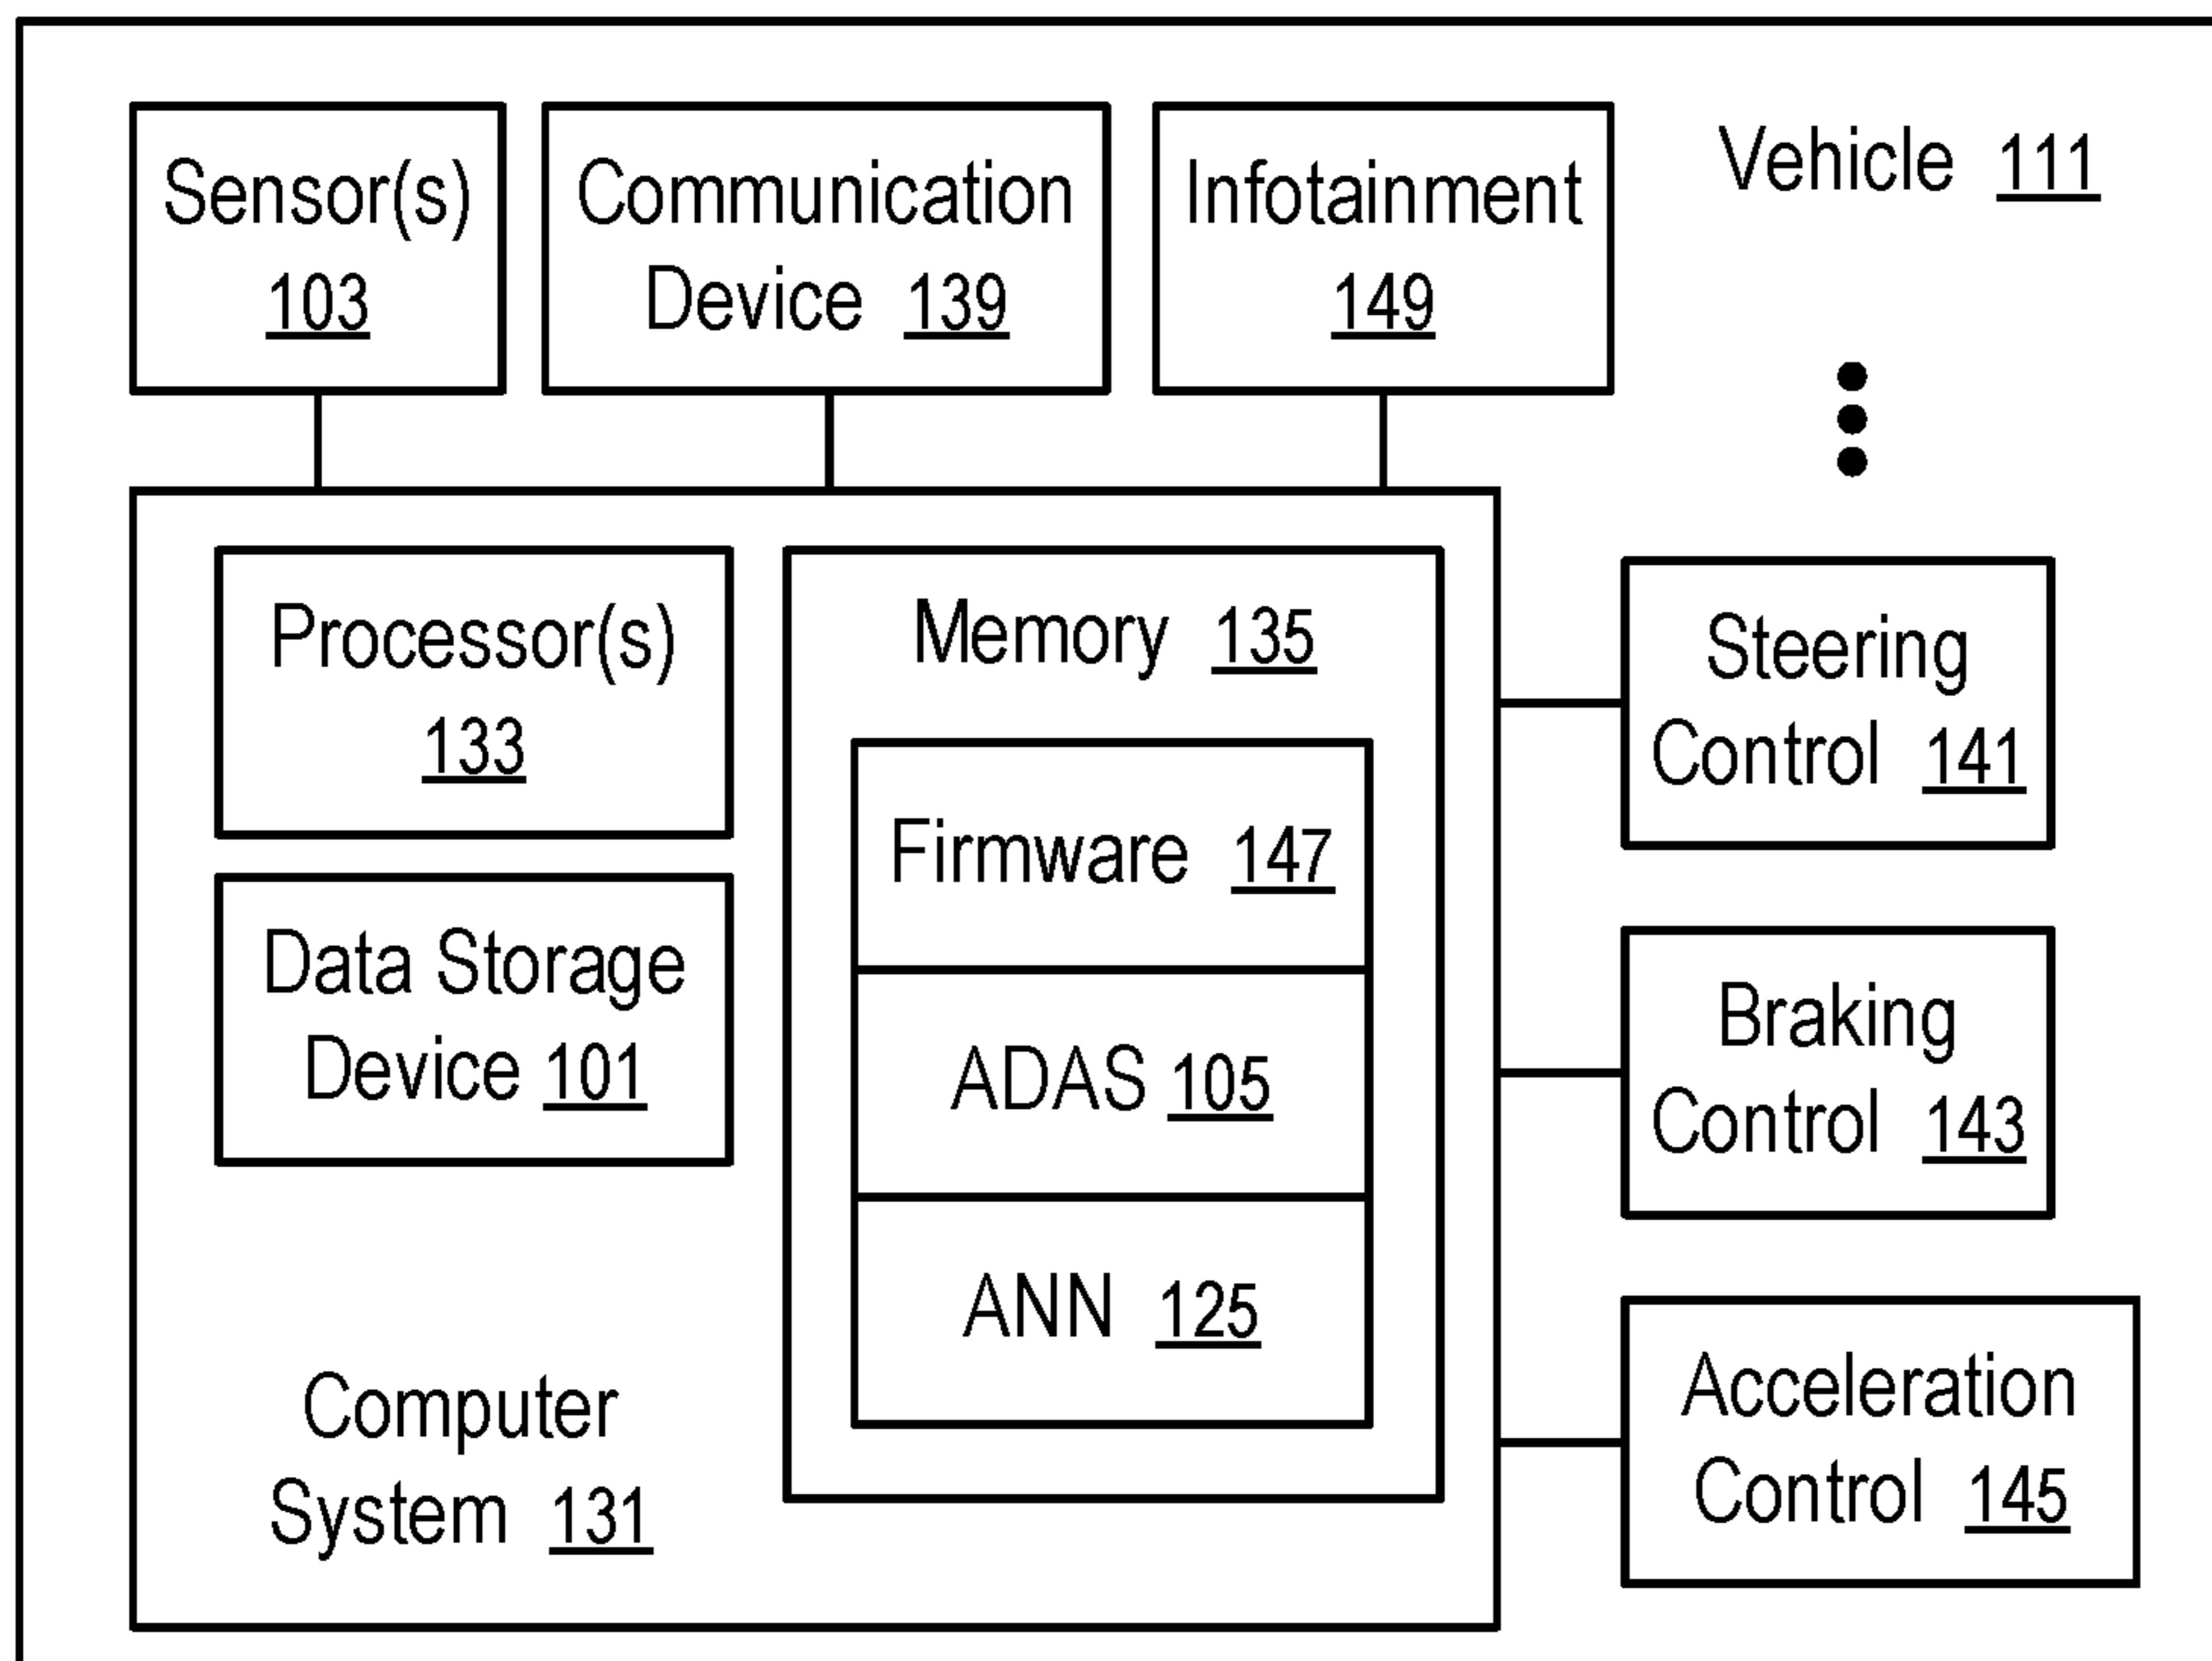 Sensor(s)
103
Communication
Device 139
Infotainment
149
Vehicle 111
Processor(s)
133
Data Storage
Device 101
Computer
System 131
Memory 135
Firmware 147
ADAS 105
ANN 125
Steering
Control 141
Braking
Control 143
Acceleration
Control 145